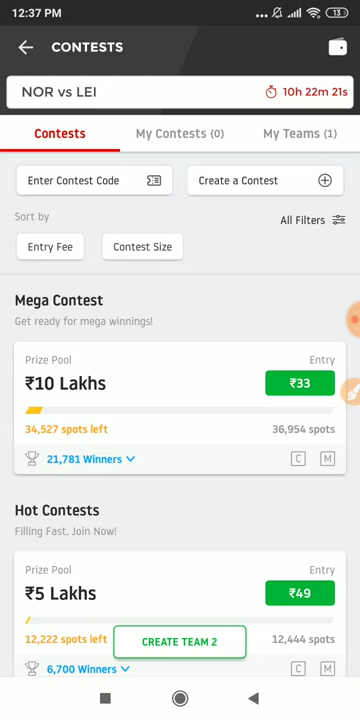 12:37 PM
13
CONTESTS
NOR vs LEI
10h 22m 21s
Contests
My Contests (0)
My Teams (1)
Enter Contest Code
Create a Contest
Sort by
All Filters
Entry Fee
Contest Size
Mega Contest
Get ready for mega winnings!
Prize Pool
Entry
₹10 Lakhs
₹33
34,527 spots left
36,954 spots
21,781 Winners
C
M
Hot Contests
Filling Fast. Join Now!
Prize Pool
Entry
₹5 Lakhs
₹49
12,222 spots left
CREATE TEAM 2
12,444 spots
6,700 Winners
C
M